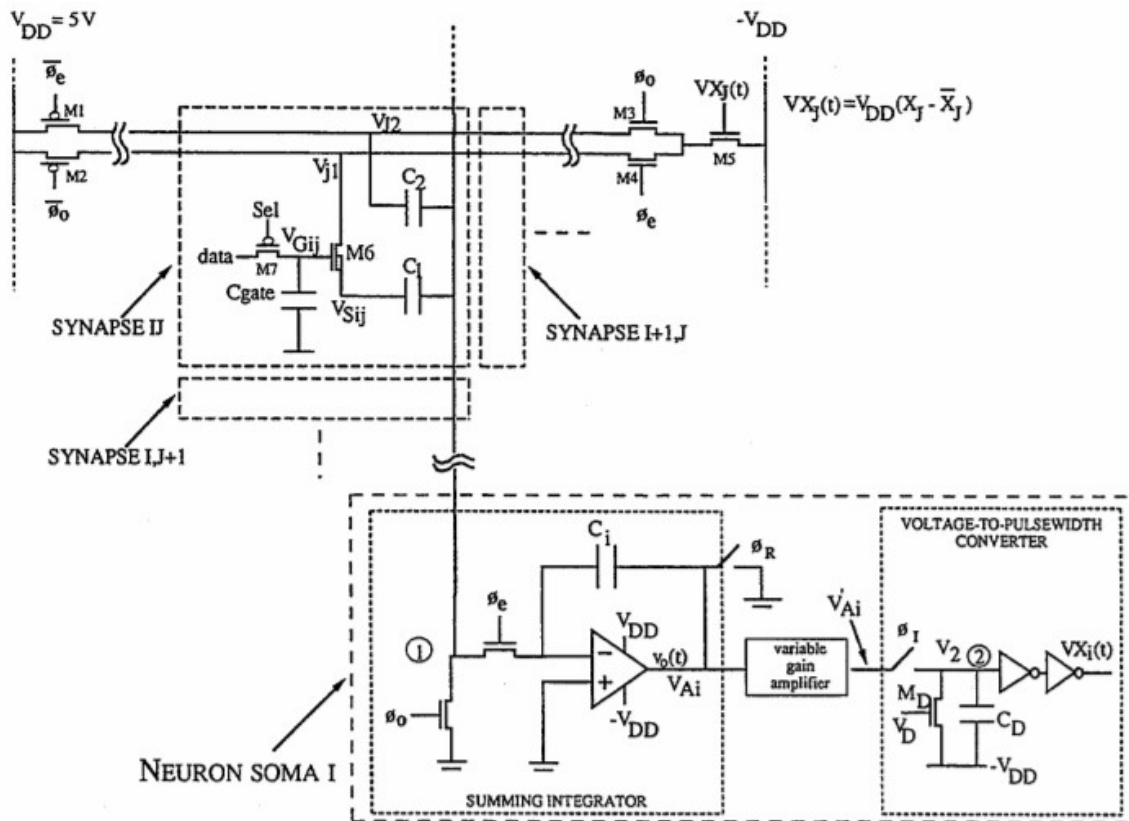 V_DD = 5V
-V_DD
ø̅_e
M1
M2
ø̅_o
V_J2
V_j1
C_2
Sel
V_Gij
data
M7
M6
Cgate
C_1
V_Sij
ø_o
M3
VX_J(t)
M5
M4
ø_e
VX_J(t)=V_DD(X_J - X̅_J)
SYNAPSE IJ
SYNAPSE I+1,J
SYNAPSE I,J+1
VOLTAGE-TO-PULSEWIDTH
CONVERTER
C_i
ø_R
ø_e
1
V_DD
−
+
v_o(t)
V_Ai
-V_DD
ø_o
variable
gain
amplifier
V'_Ai
ø_I
V_2
2
VX_i(t)
M_D
V_D
C_D
-V_DD
NEURON SOMA I
SUMMING INTEGRATOR